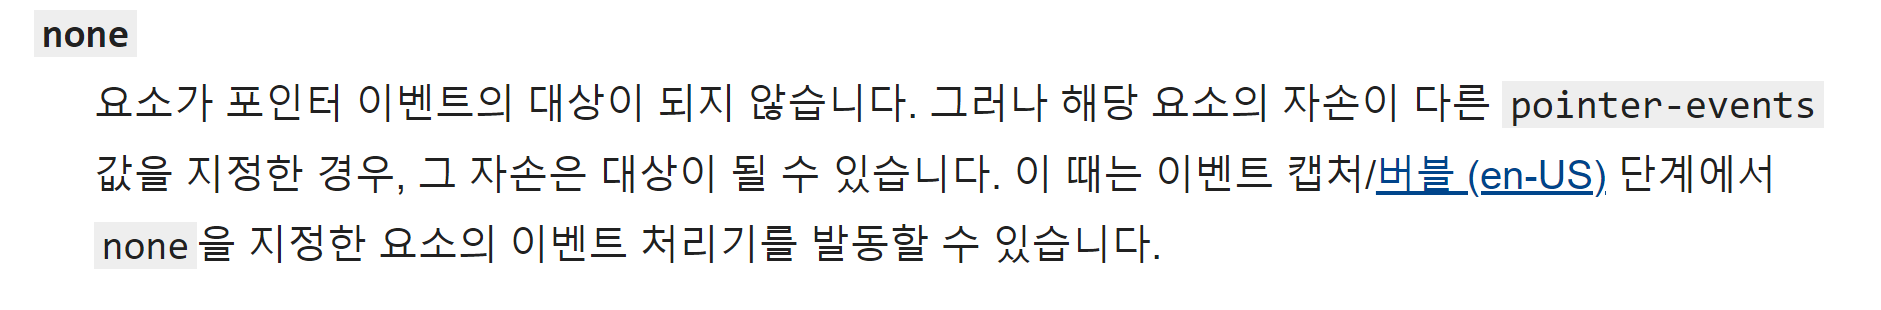 none
요소가 포인터 이벤트의 대상이 되지 않습니다. 그러나 해당 요소의 자손이 다른 pointer-events
값을 지정한 경우, 그 자손은 대상이 될 수 있습니다. 이 때는 이벤트 캡처/버블 (en-US) 단계에서
none을 지정한 요소의 이벤트 처리기를 발동할 수 있습니다.